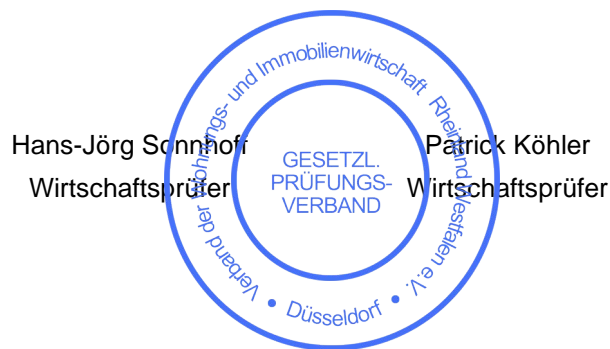 Verband der Wohnungs- und Immobilienwirtschaft Rheinland Westfalen e.V.
Hans-Jörg Sonnhoff
Patrick Köhler
GESETZL.
Wirtschaftsprüfer
PRÜFUNGS-
Wirtschaftsprüfer
VERBAND
• Düsseldorf •